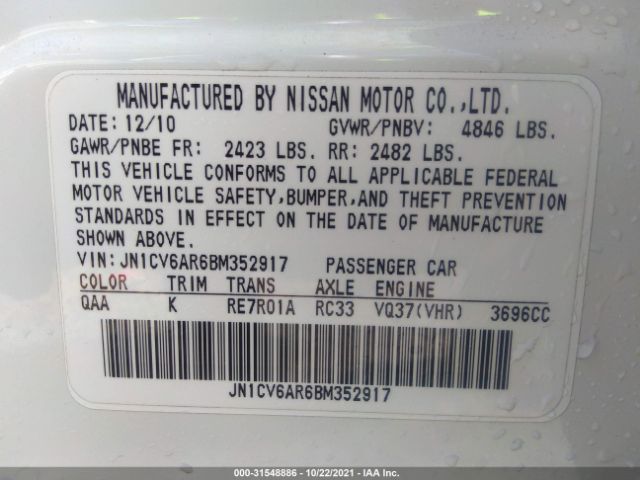 MANUFACTURED BY NISSAN MOTOR CO.,LTD.
DATE: 12/10 GVWR/PNBV: 4846 LBS.
GAWR/PNBE FR: 2423 LBS. RR: 2482 LBS.
THIS VEHICLE CONFORMS TO ALL APPLICABLE FEDERAL
MOTOR VEHICLE SAFETY,BUMPER,AND THEFT PREVENTION
STANDARDS IN EFFECT ON THE DATE OF MANUFACTURE
SHOWN ABOVE.
VIN:JN1CV6AR6BM352917 PASSENGER CAR
COLOR TRIM TRANS AXLE ENGINE
QAA K RE7R01A RC33 VQ37(VHR) 3696CC
JN1CV6AR6BM352917
000-31548886 - 10/22/2021 - IAA Inc.